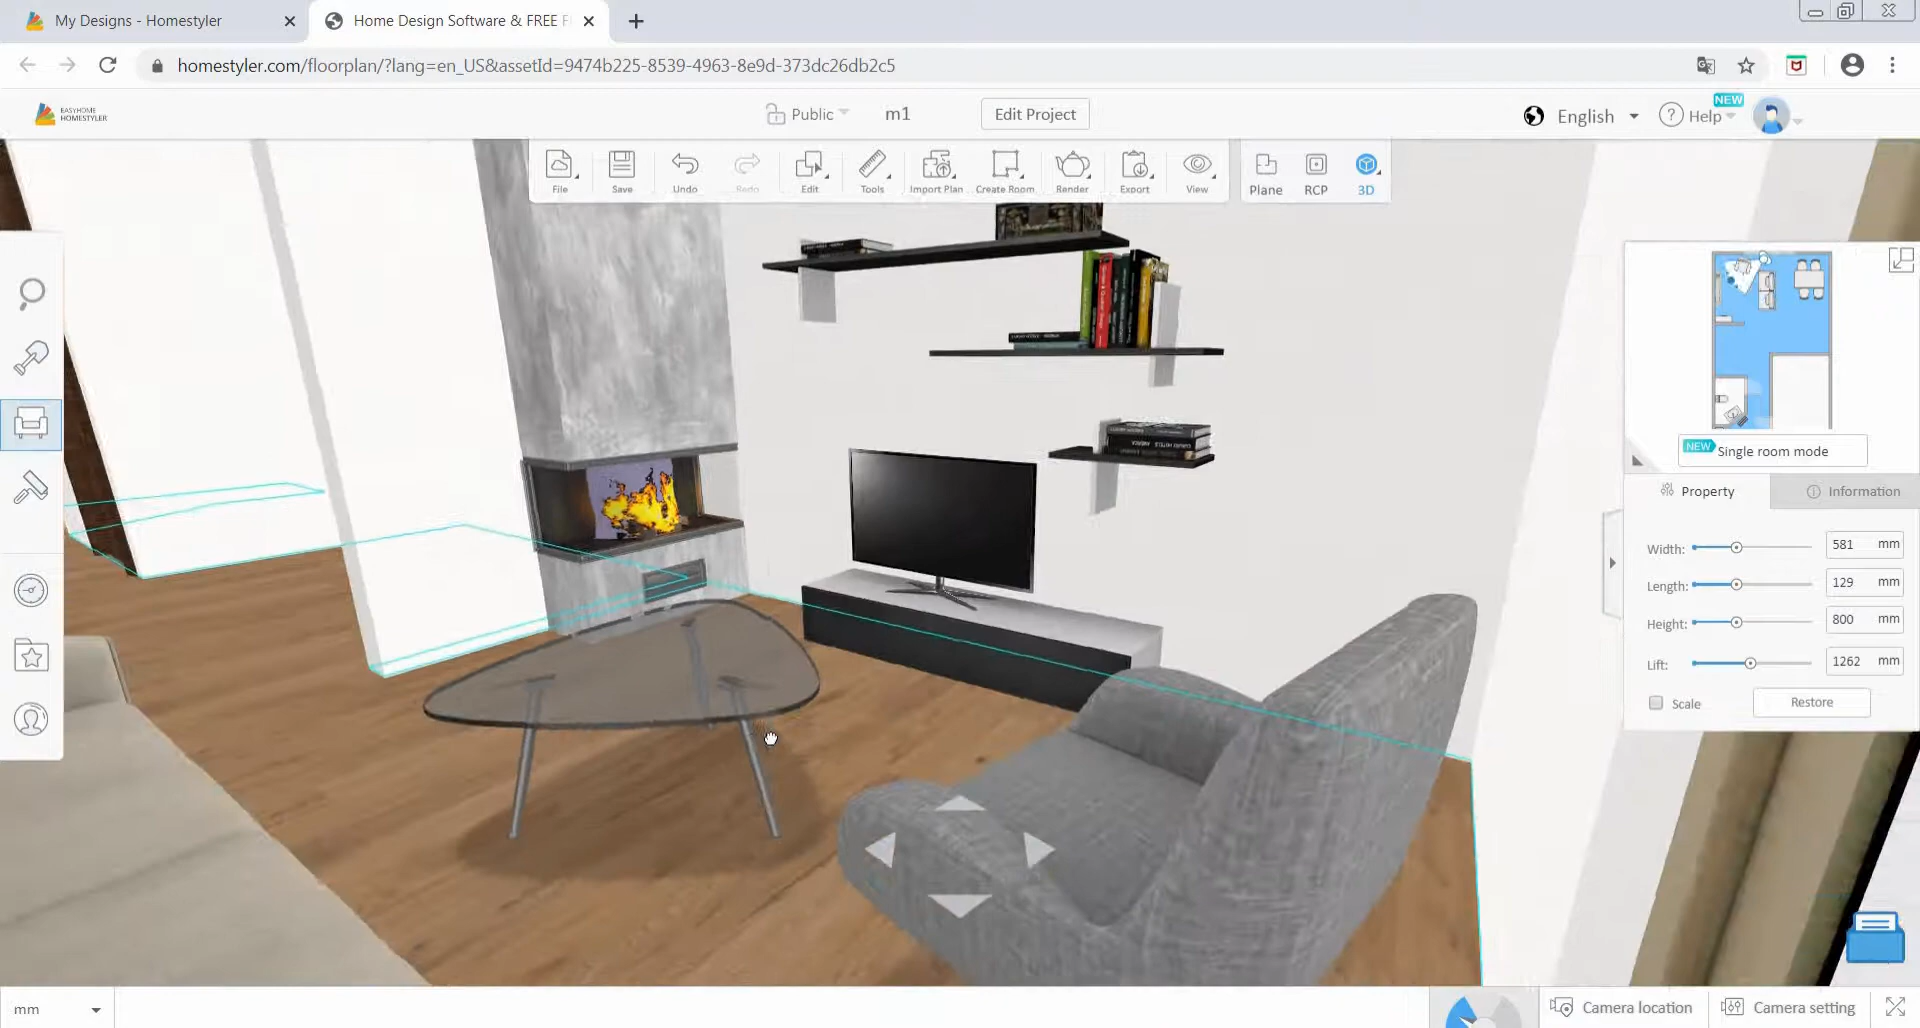 My Designs - Homestyler
Home Design Software & FREE F
homestyler.com/floorplan/?lang=en_US&assetId=9474b225-8539-4963-8e9d-373dc26db2c5
EASYHOME
HOMESTYLER
Public
m1
Edit Project
English
Help
NEW
File
Save
Undo
Redo
Edit
Tools
Import Plan
Create Room
Render
Export
View
Plane
RCP
3D
NEW
Single room mode
Property
Information
Width:
581 mm
Length:
129 mm
Height:
800 mm
Lift:
1262 mm
Scale
Restore
mm
Camera location
Camera setting